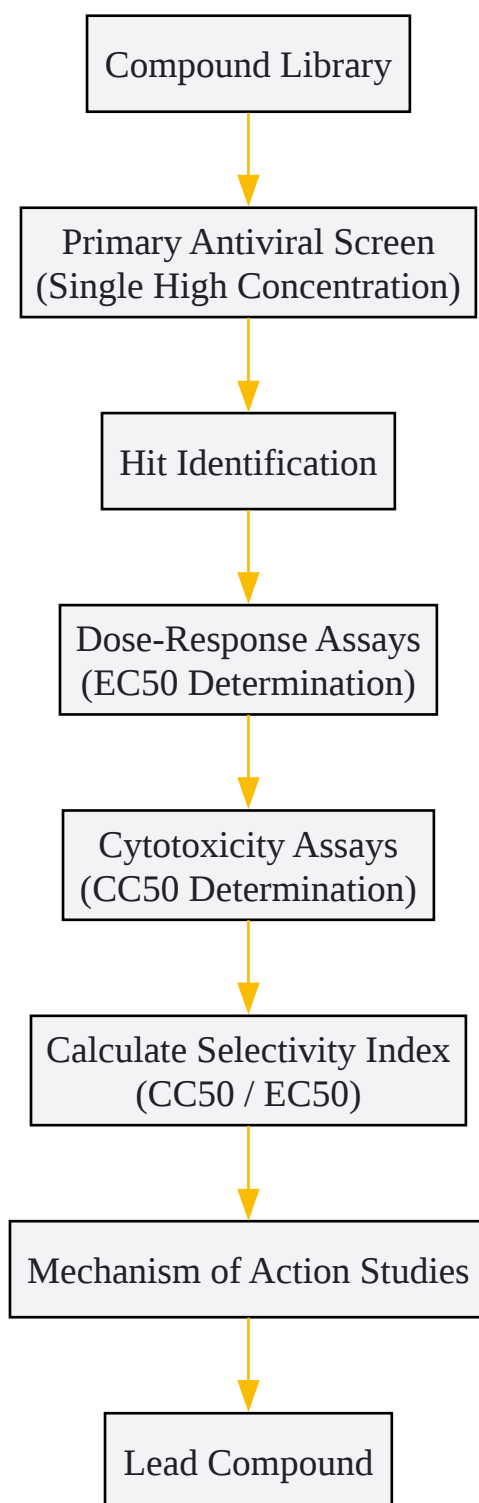 Compound Library
Primary Antiviral Screen
(Single High Concentration)
Hit Identification
Dose-Response Assays
(EC50 Determination)
Cytotoxicity Assays
(CC50 Determination)
Calculate Selectivity Index
(CC50 / EC50)
Mechanism of Action Studies
Lead Compound